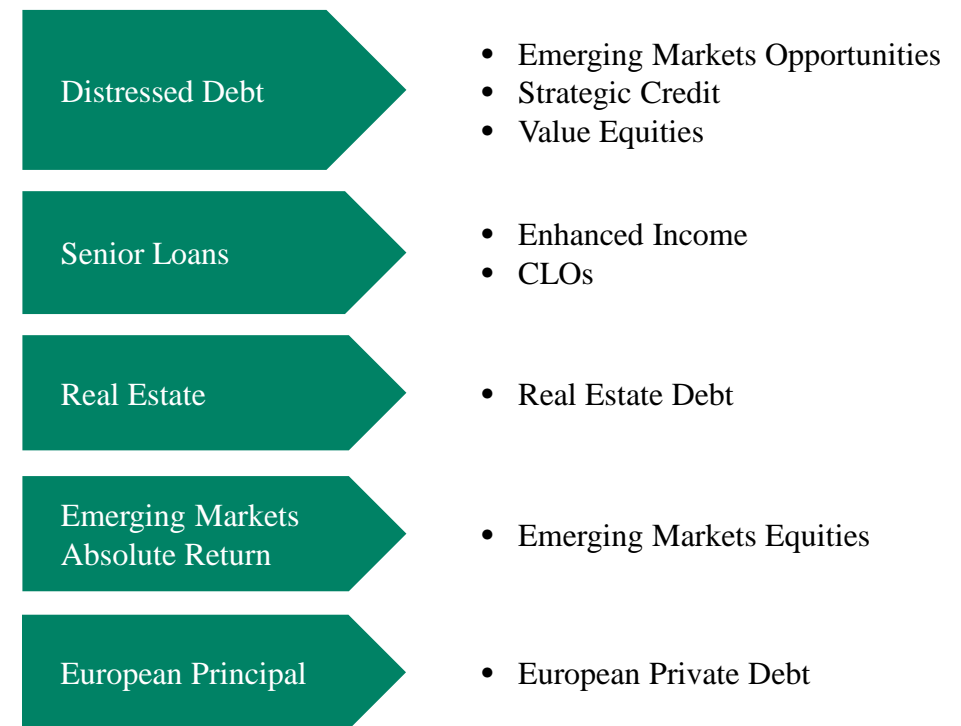 Distressed Debt
• Emerging Markets Opportunities
• Strategic Credit
• Value Equities
Senior Loans
• Enhanced Income
• CLOs
Real Estate
• Real Estate Debt
Emerging Markets
Absolute Return
• Emerging Markets Equities
European Principal
• European Private Debt